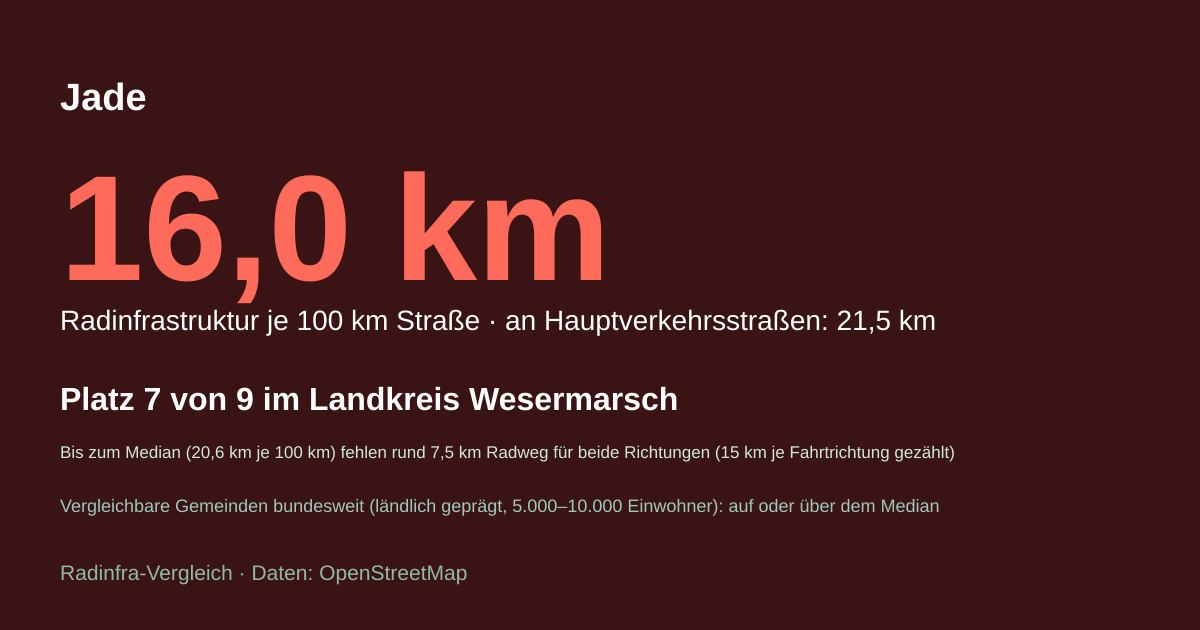 Jade
16,0 km
Radinfrastruktur je 100 km Straße · an Hauptverkehrsstraßen: 21,5 km
Platz 7 von 9 im Landkreis Wesermarsch
Bis zum Median (20,6 km je 100 km) fehlen rund 7,5 km Radweg für beide Richtungen (15 km je Fahrtrichtung gezählt)
Vergleichbare Gemeinden bundesweit (ländlich geprägt, 5.000–10.000 Einwohner): auf oder über dem Median
Radinfra-Vergleich · Daten: OpenStreetMap